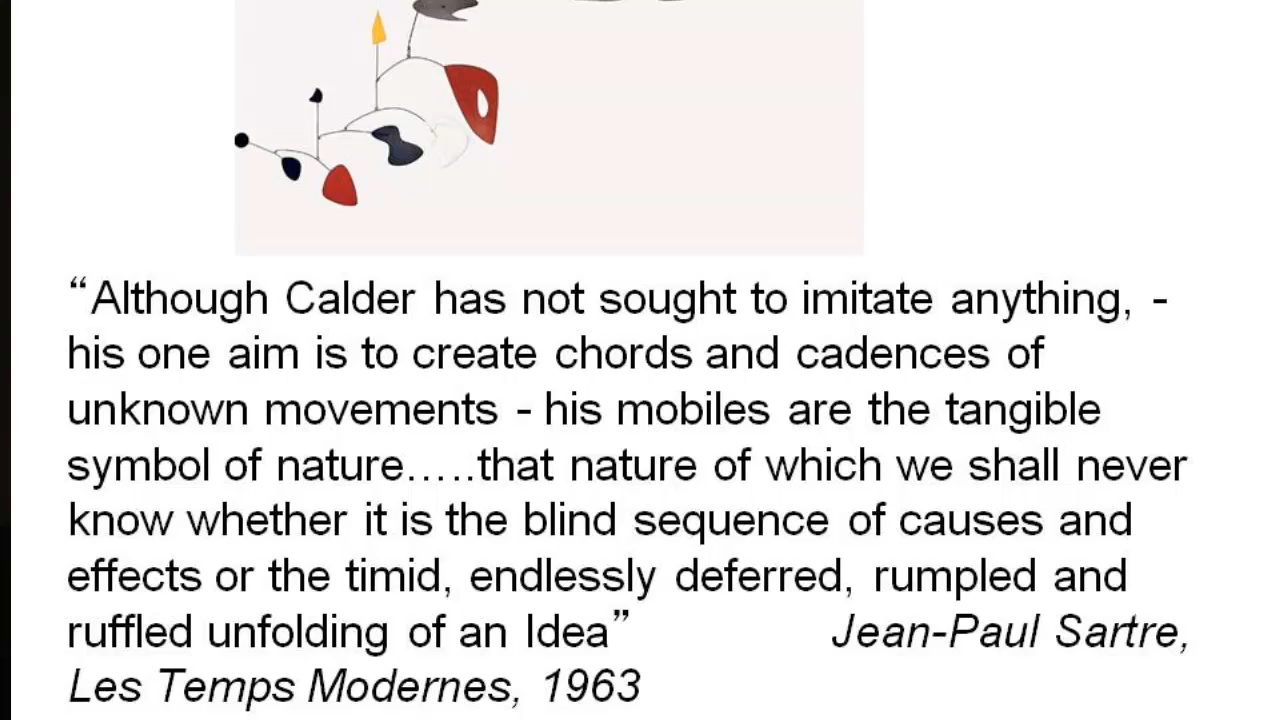 “Although Calder has not sought to imitate anything, -
his one aim is to create chords and cadences of
unknown movements - his mobiles are the tangible
symbol of nature.....that nature of which we shall never
know whether it is the blind sequence of causes and
effects or the timid, endlessly deferred, rumpled and
ruffled unfolding of an Idea” Jean-Paul Sartre,
Les Temps Modernes, 1963